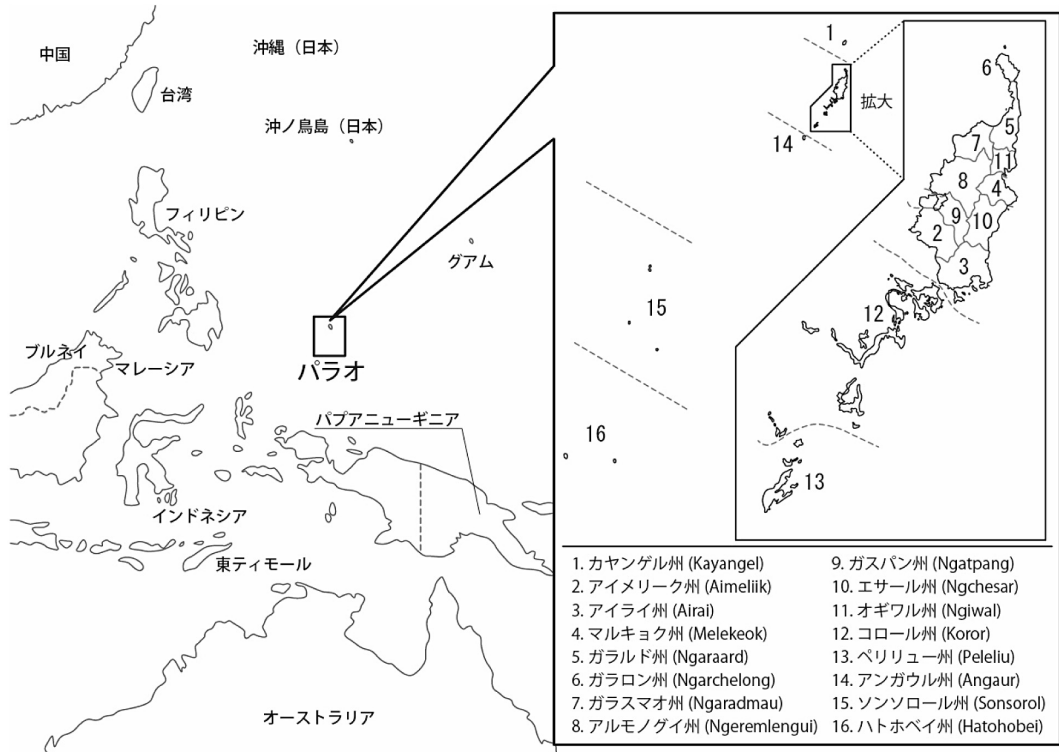 中国
沖縄（日本）
台湾
沖ノ鳥島（日本）
フィリピン
グアム
パラオ
ブルネイ
マレーシア
パプアニューギニア
インドネシア
東ティモール
オーストラリア
1
拡大
14
15
16
6
5
7
11
8
4
9
10
2
3
12
13
1. カヤンゲル州 (Kayangel)
2. アイメリーク州 (Aimeliik)
3. アイライ州 (Airai)
4. マルキョク州 (Melekeok)
5. ガラルド州 (Ngaraard)
6. ガラロン州 (Ngarchelong)
7. ガラスマオ州 (Ngaradmau)
8. アルモノグイ州 (Ngeremlengui)
9. ガスパン州 (Ngatpang)
10. エサール州 (Ngchesar)
11. オギワル州 (Ngiwal)
12. コロール州 (Koror)
13. ペリリュー州 (Peleliu)
14. アンガウル州 (Angaur)
15. ソンソロール州 (Sonsorol)
16. ハトホベイ州 (Hatohobei)